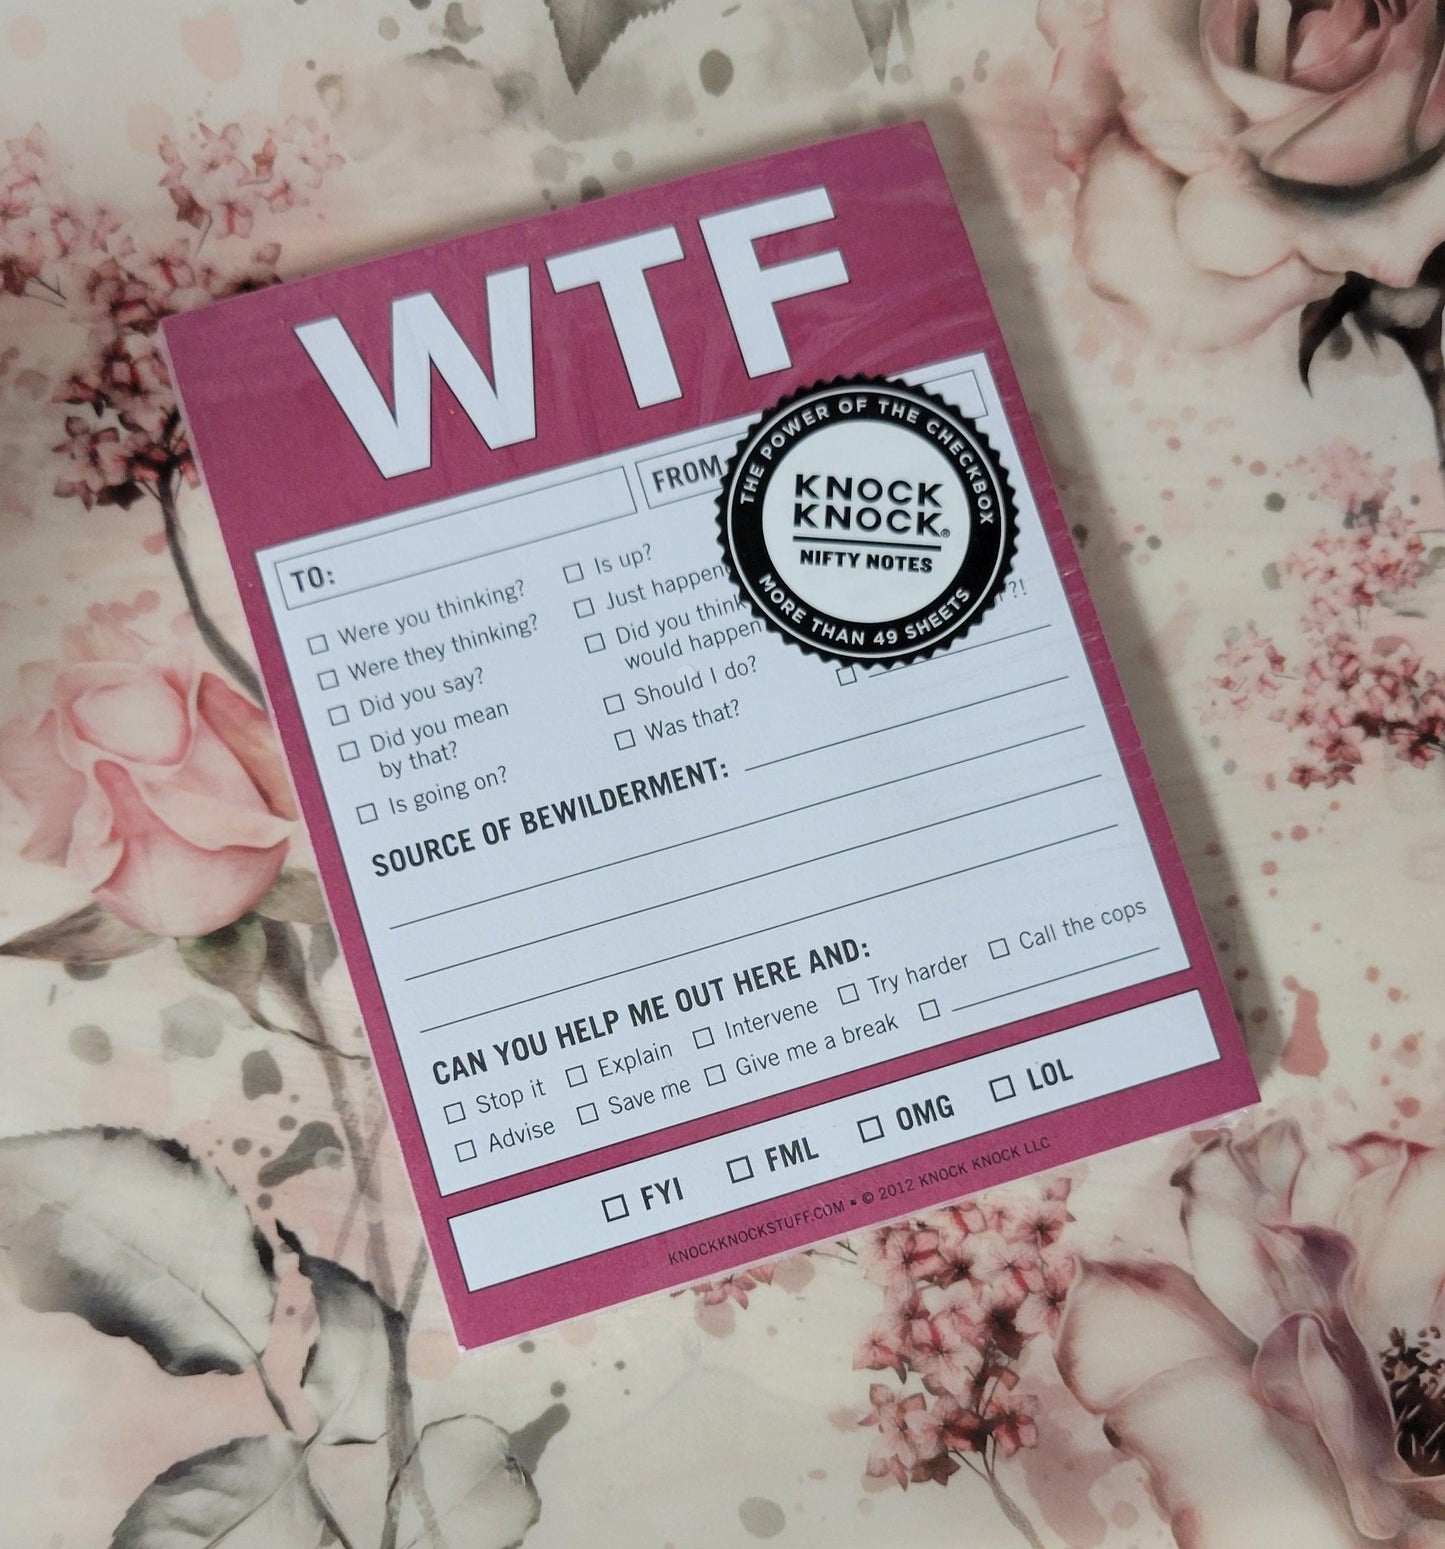 WTF
TO:
FROM
THE POWER OF THE CHECKBOX
KNOCK
KNOCK®
NIFTY NOTES
MORE THAN 49 SHEETS
Were you thinking?
Were they thinking?
Did you say?
Did you mean
by that?
Is going on?
Is up?
Just happen
Did you think
would happen
Should I do?
Was that?
?!
SOURCE OF BEWILDERMENT:
CAN YOU HELP ME OUT HERE AND:
Stop it Explain Intervene Try harder Call the cops
Advise Save me Give me a break
FYI FML OMG LOL
KNOCKKNOCKSTUFF.COM • © 2012 KNOCK KNOCK LLC